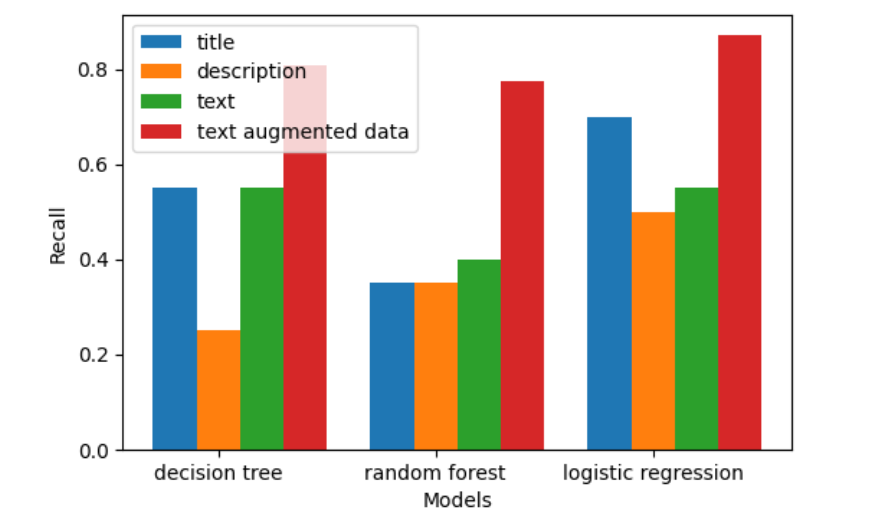 title
description
text
text augmented data
0.8
0.6
0.4
0.2
0.0
Recall
decision tree
random forest
logistic regression
Models